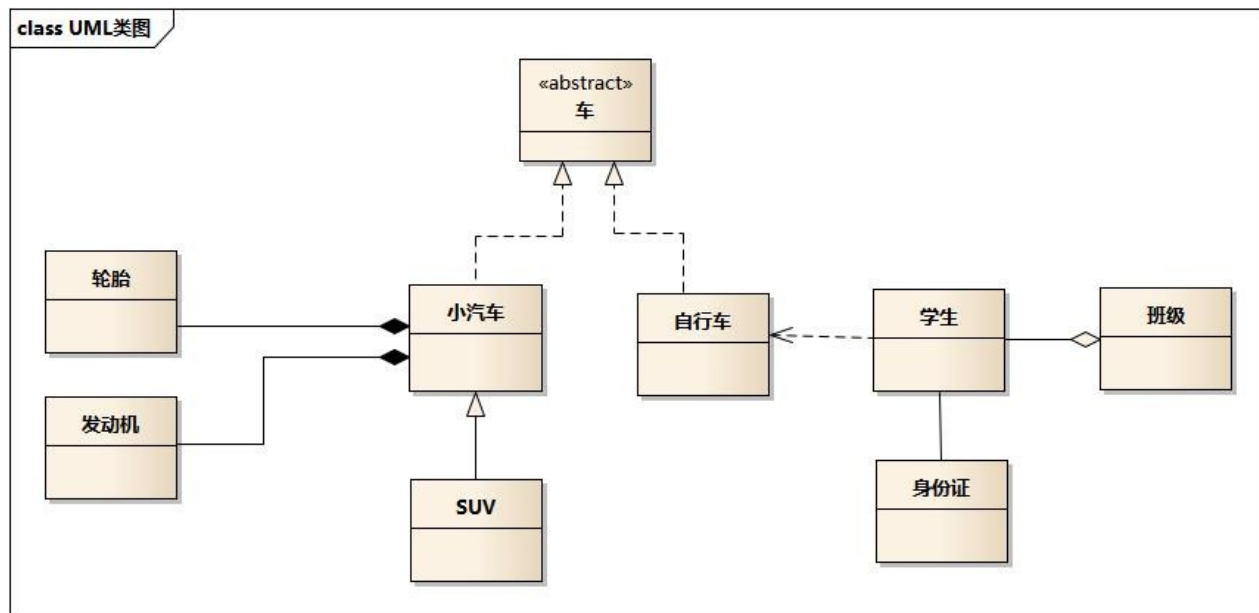 class UML类图
«abstract»
车
轮胎
小汽车
自行车
学生
班级
发动机
SUV
身份证